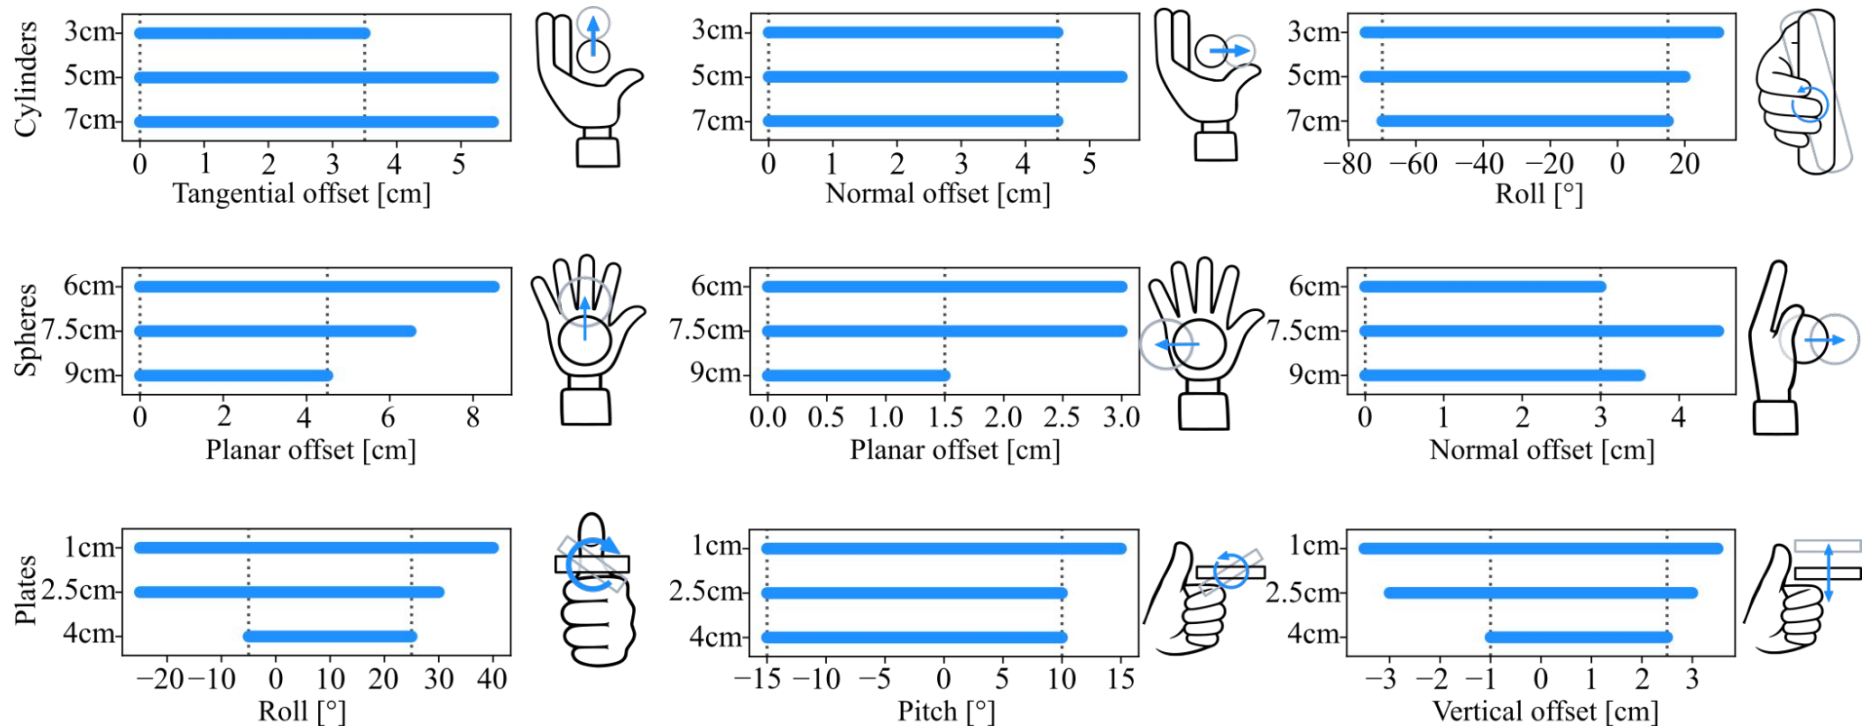 Cylinders
3cm
5cm
7cm
0 1 2 3 4 5
Tangential offset [cm]
3cm
5cm
7cm
0 1 2 3 4 5
Normal offset [cm]
3cm
5cm
7cm
−80 −60 −40 −20 0 20
Roll [°]
Spheres
6cm
7.5cm
9cm
0 2 4 6 8
Planar offset [cm]
6cm
7.5cm
9cm
0.0 0.5 1.0 1.5 2.0 2.5 3.0
Planar offset [cm]
6cm
7.5cm
9cm
0 1 2 3 4
Normal offset [cm]
Plates
1cm
2.5cm
4cm
−20 −10 0 10 20 30 40
Roll [°]
1cm
2.5cm
4cm
−15 −10 −5 0 5 10 15
Pitch [°]
1cm
2.5cm
4cm
−3 −2 −1 0 1 2 3
Vertical offset [cm]